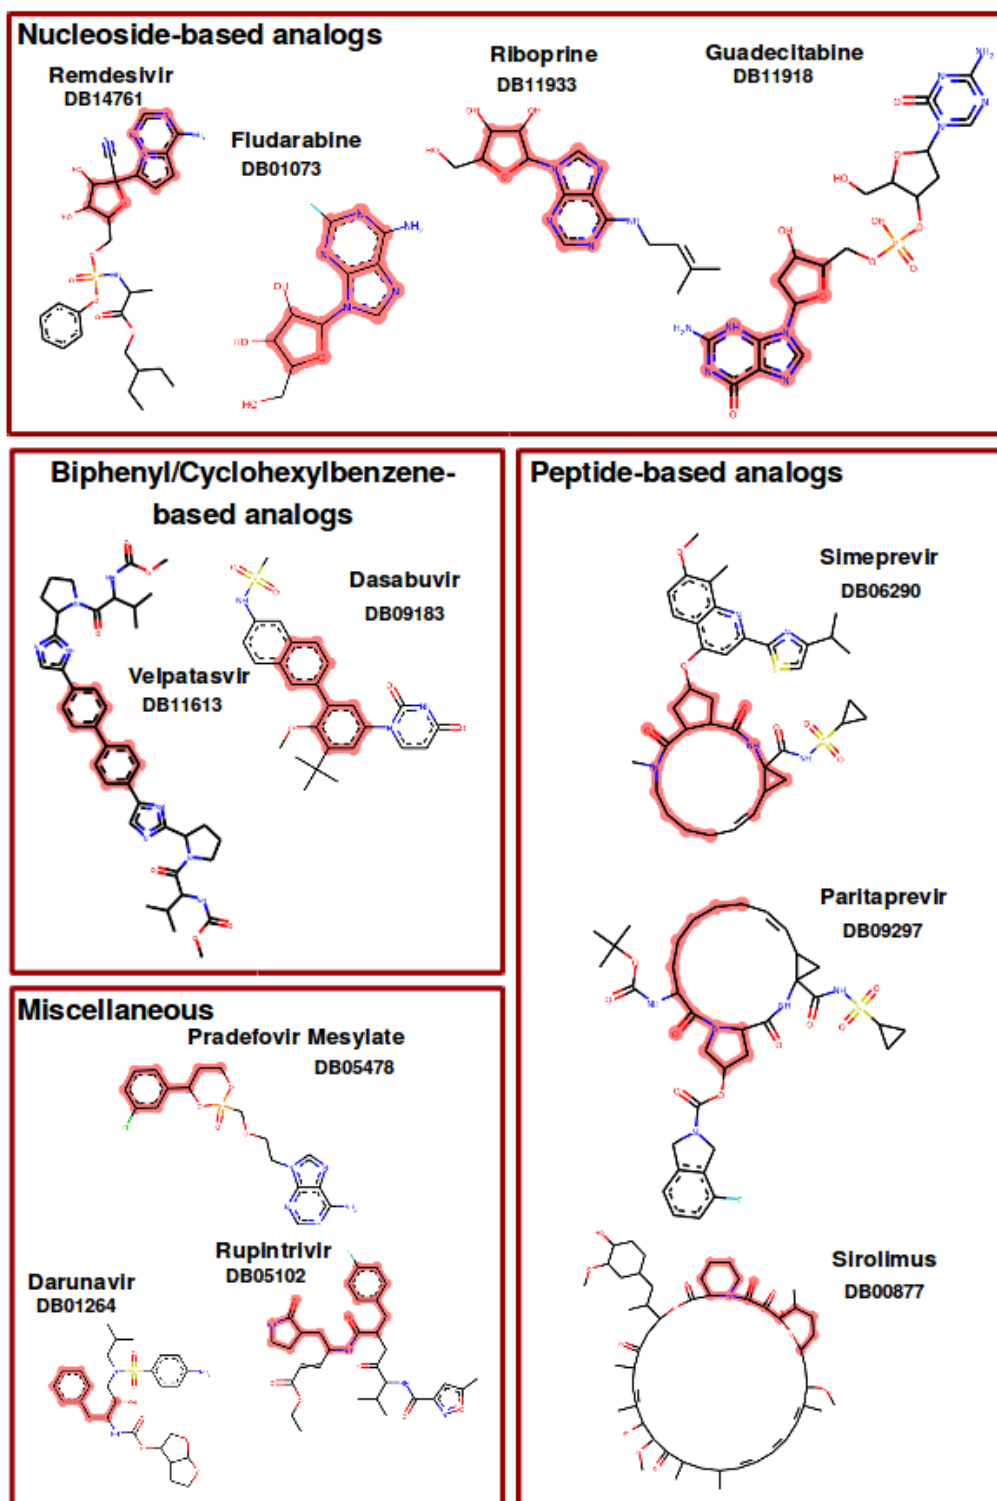 Nucleoside-based analogs
Remdesivir
DB14761
Fludarabine
DB01073
Riboprine
DB11933
Guadecitabine
DB11918
Biphenyl/Cyclohexylbenzene-
based analogs
Velpatasvir
DB11613
Dasabuvir
DB09183
Peptide-based analogs
Simeprevir
DB06290
Paritaprevir
DB09297
Sirolimus
DB00877
Miscellaneous
Pradefovir Mesylate
DB05478
Darunavir
DB01264
Rupintrivir
DB05102